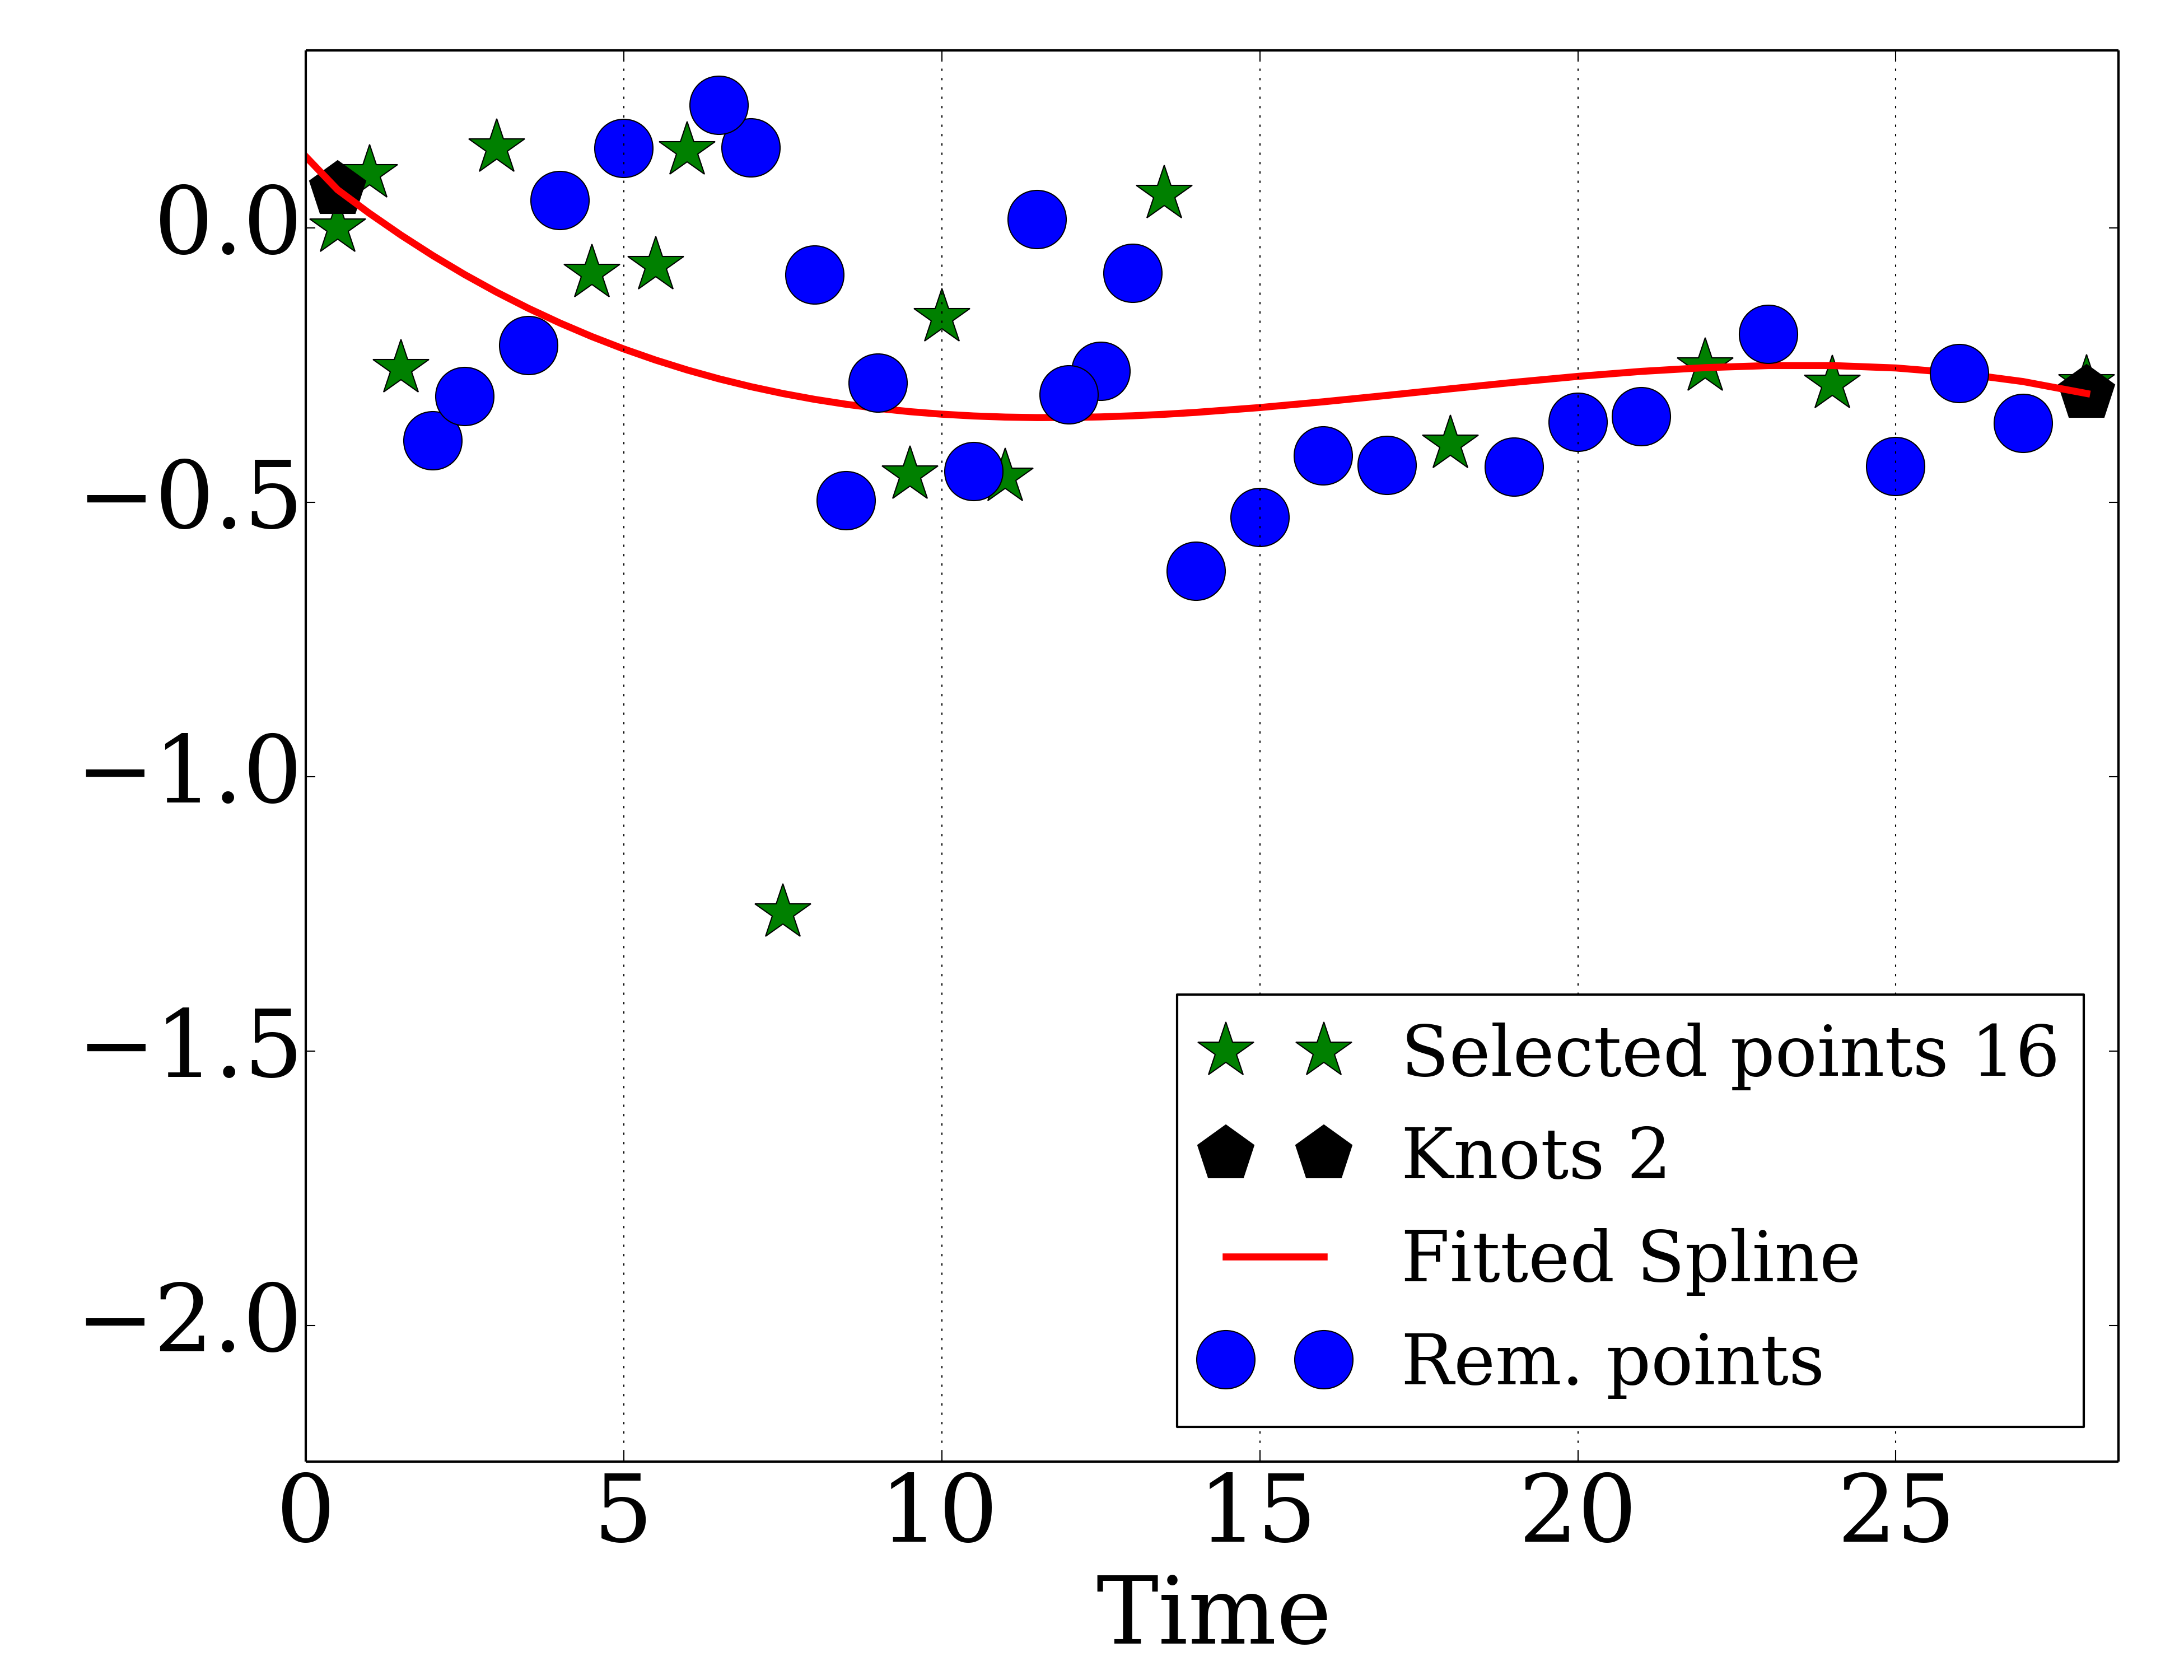 0.0
−0.5
−1.0
−1.5
−2.0
Selected points 16
Knots 2
Fitted Spline
Rem. points
0 5 10 15 20 25
Time